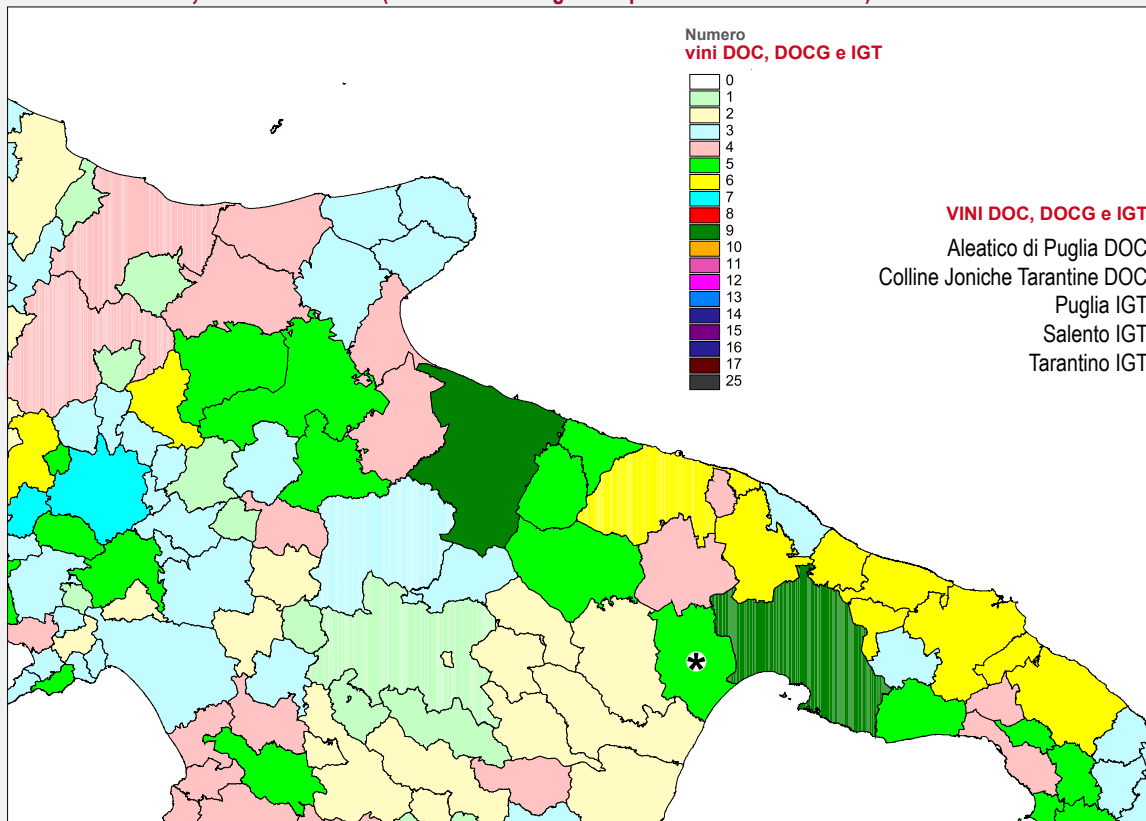 Numero
vini DOC, DOCG e IGT
0
1
2
3
4
5
6
7
8
9
10
11
12
13
14
15
16
17
25
VINI DOC, DOCG e IGT
Aleatico di Puglia DOC
Colline Joniche Tarantine DOC
Puglia IGT
Salento IGT
Tarantino IGT
*